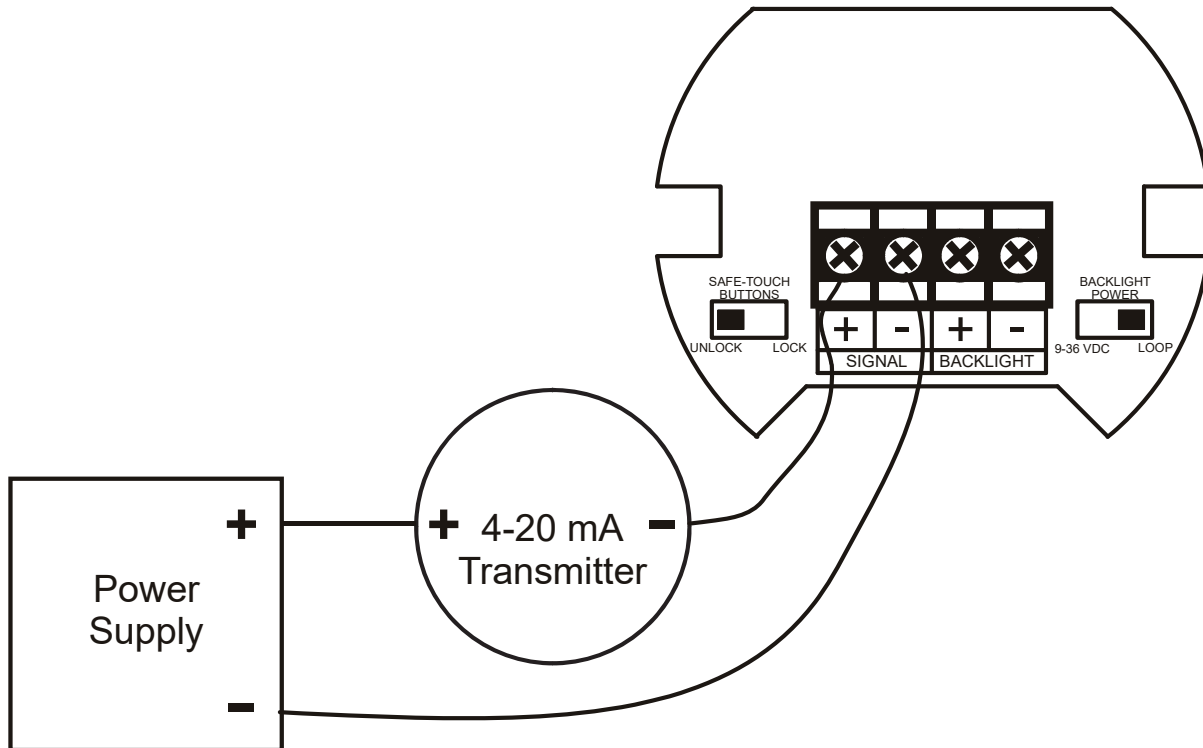 SAFE-TOUCH
BUTTONS
UNLOCK LOCK
+ - + -
SIGNAL BACKLIGHT
BACKLIGHT
POWER
9-36 VDC LOOP
+ + 4-20 mA -
Transmitter
Power
Supply
-